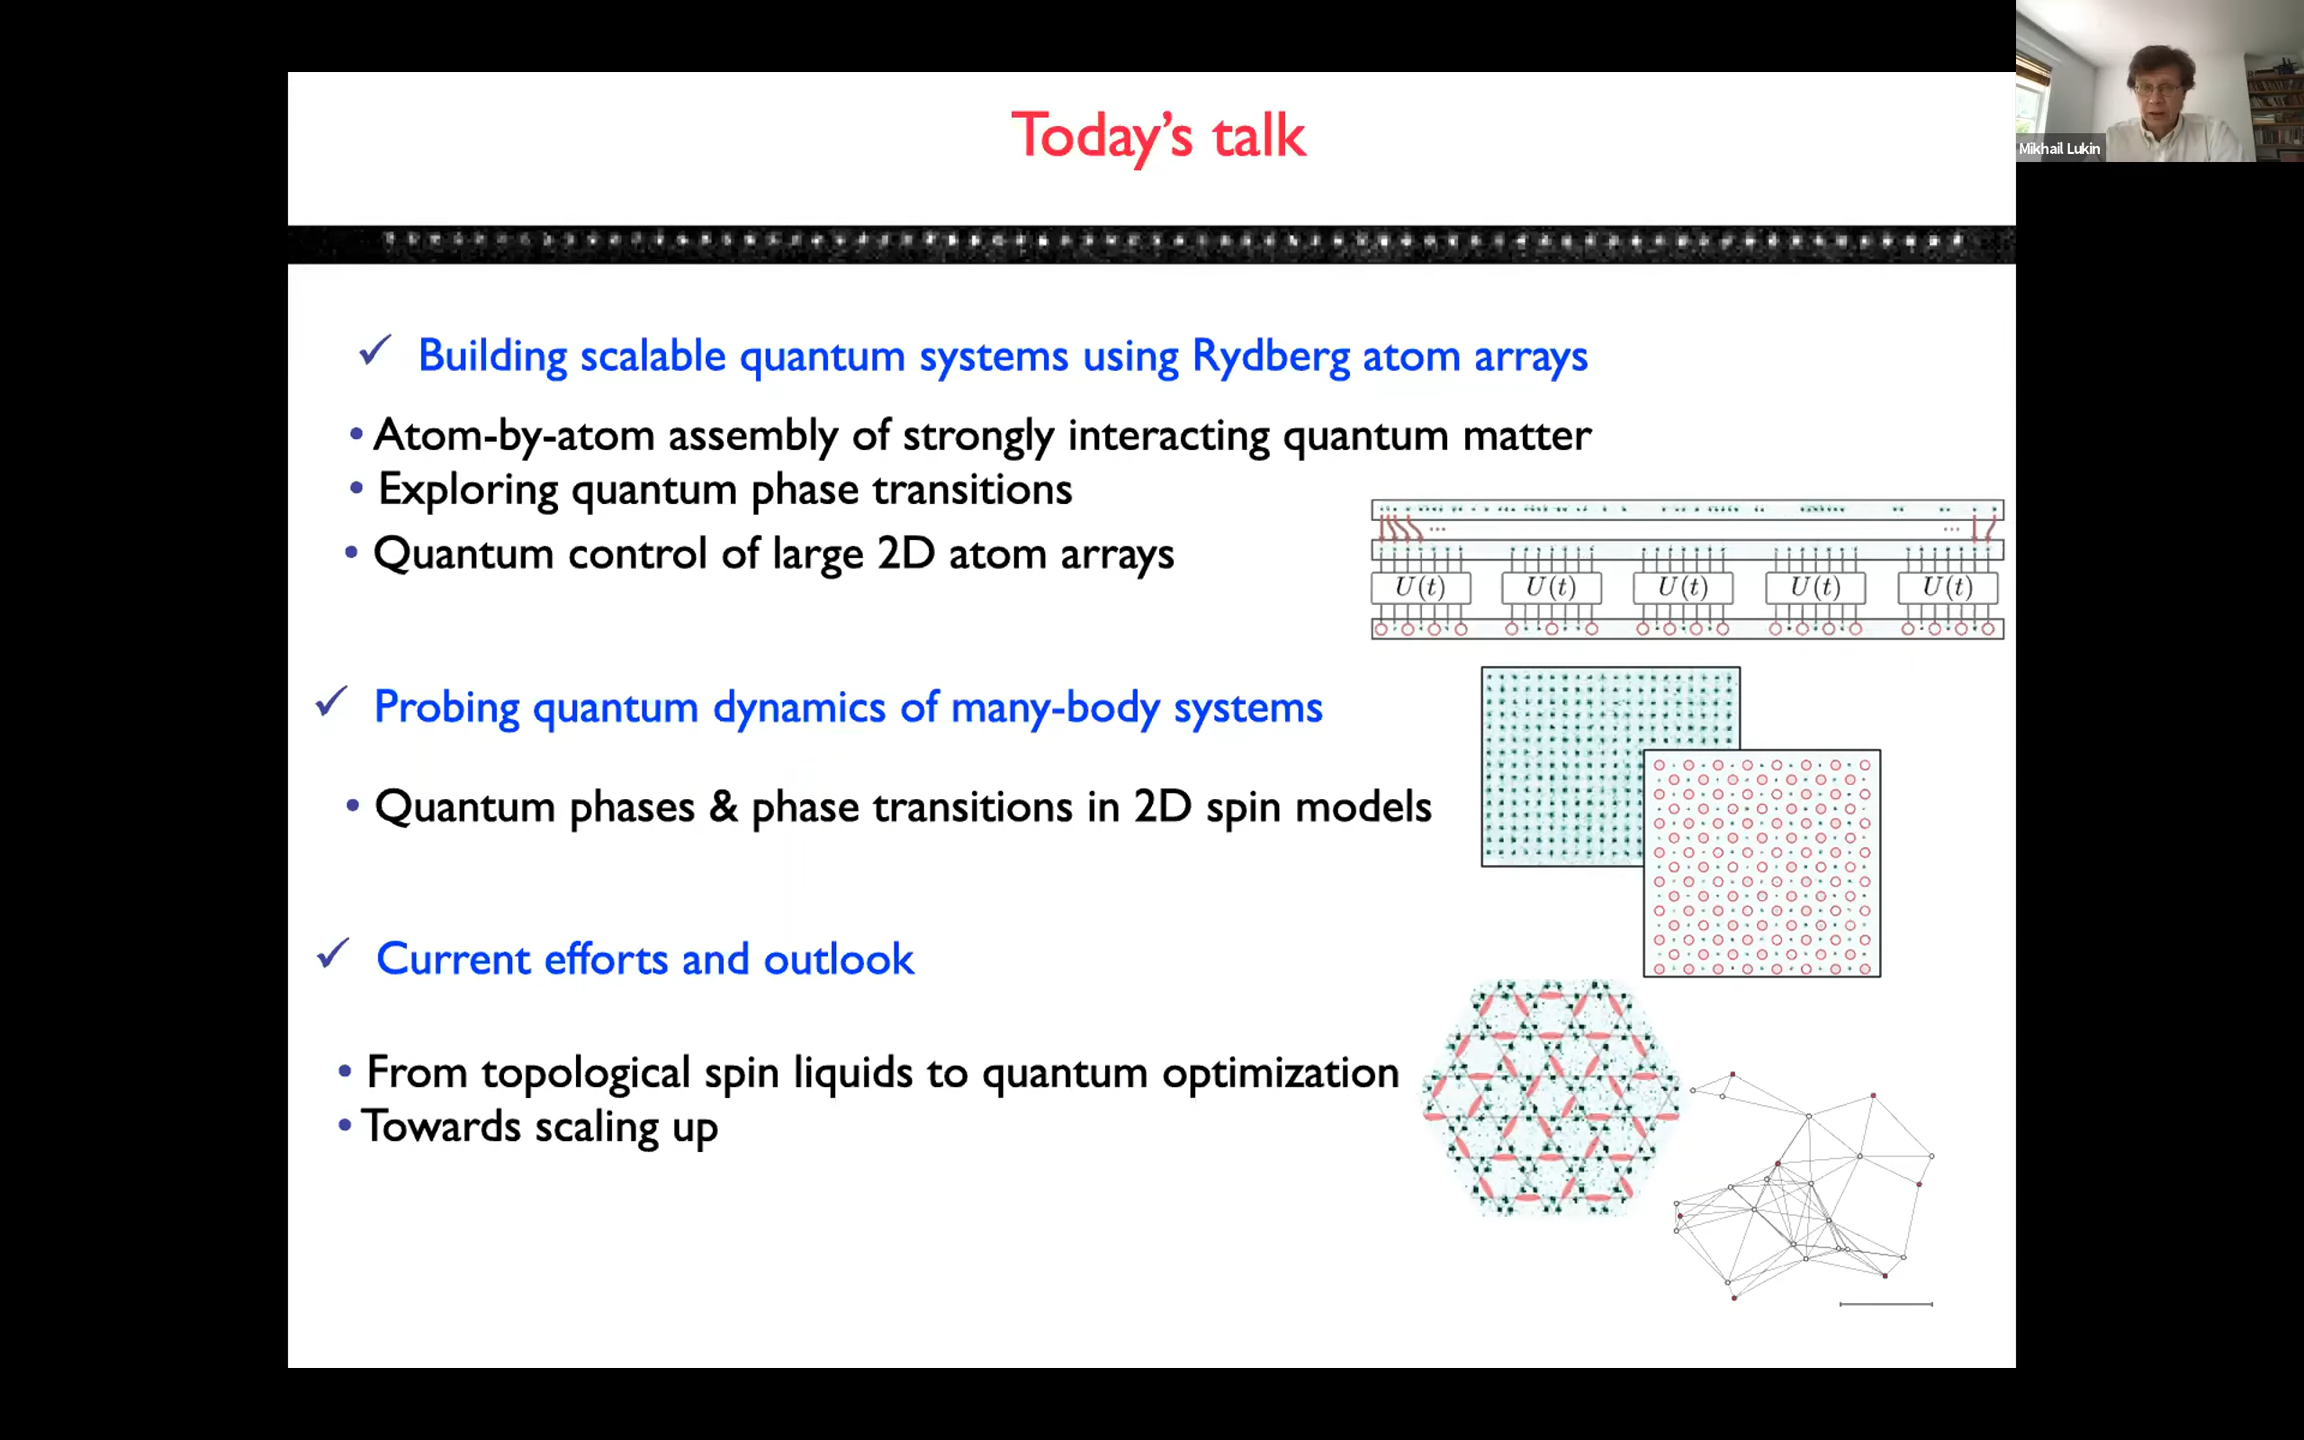 Today's talk
Mikhail Lukin
✓ Building scalable quantum systems using Rydberg atom arrays
• Atom-by-atom assembly of strongly interacting quantum matter
• Exploring quantum phase transitions
• Quantum control of large 2D atom arrays
... ...
U(t) U(t) U(t) U(t) U(t)
✓ Probing quantum dynamics of many-body systems
• Quantum phases & phase transitions in 2D spin models
✓ Current efforts and outlook
• From topological spin liquids to quantum optimization
• Towards scaling up